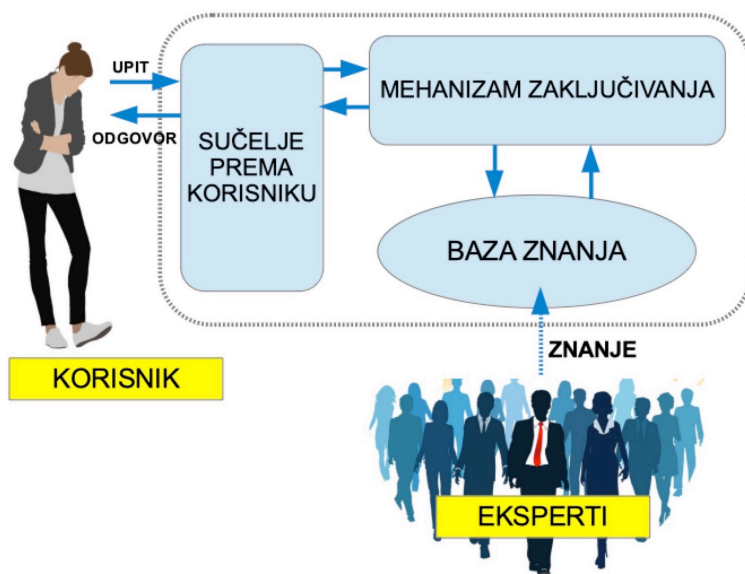 UPIT
ODGOVOR
SUČELJE
PREMA
KORISNIKU
MEHANIZAM ZAKLJUČIVANJA
BAZA ZNANJA
ZNANJE
KORISNIK
EKSPERTI